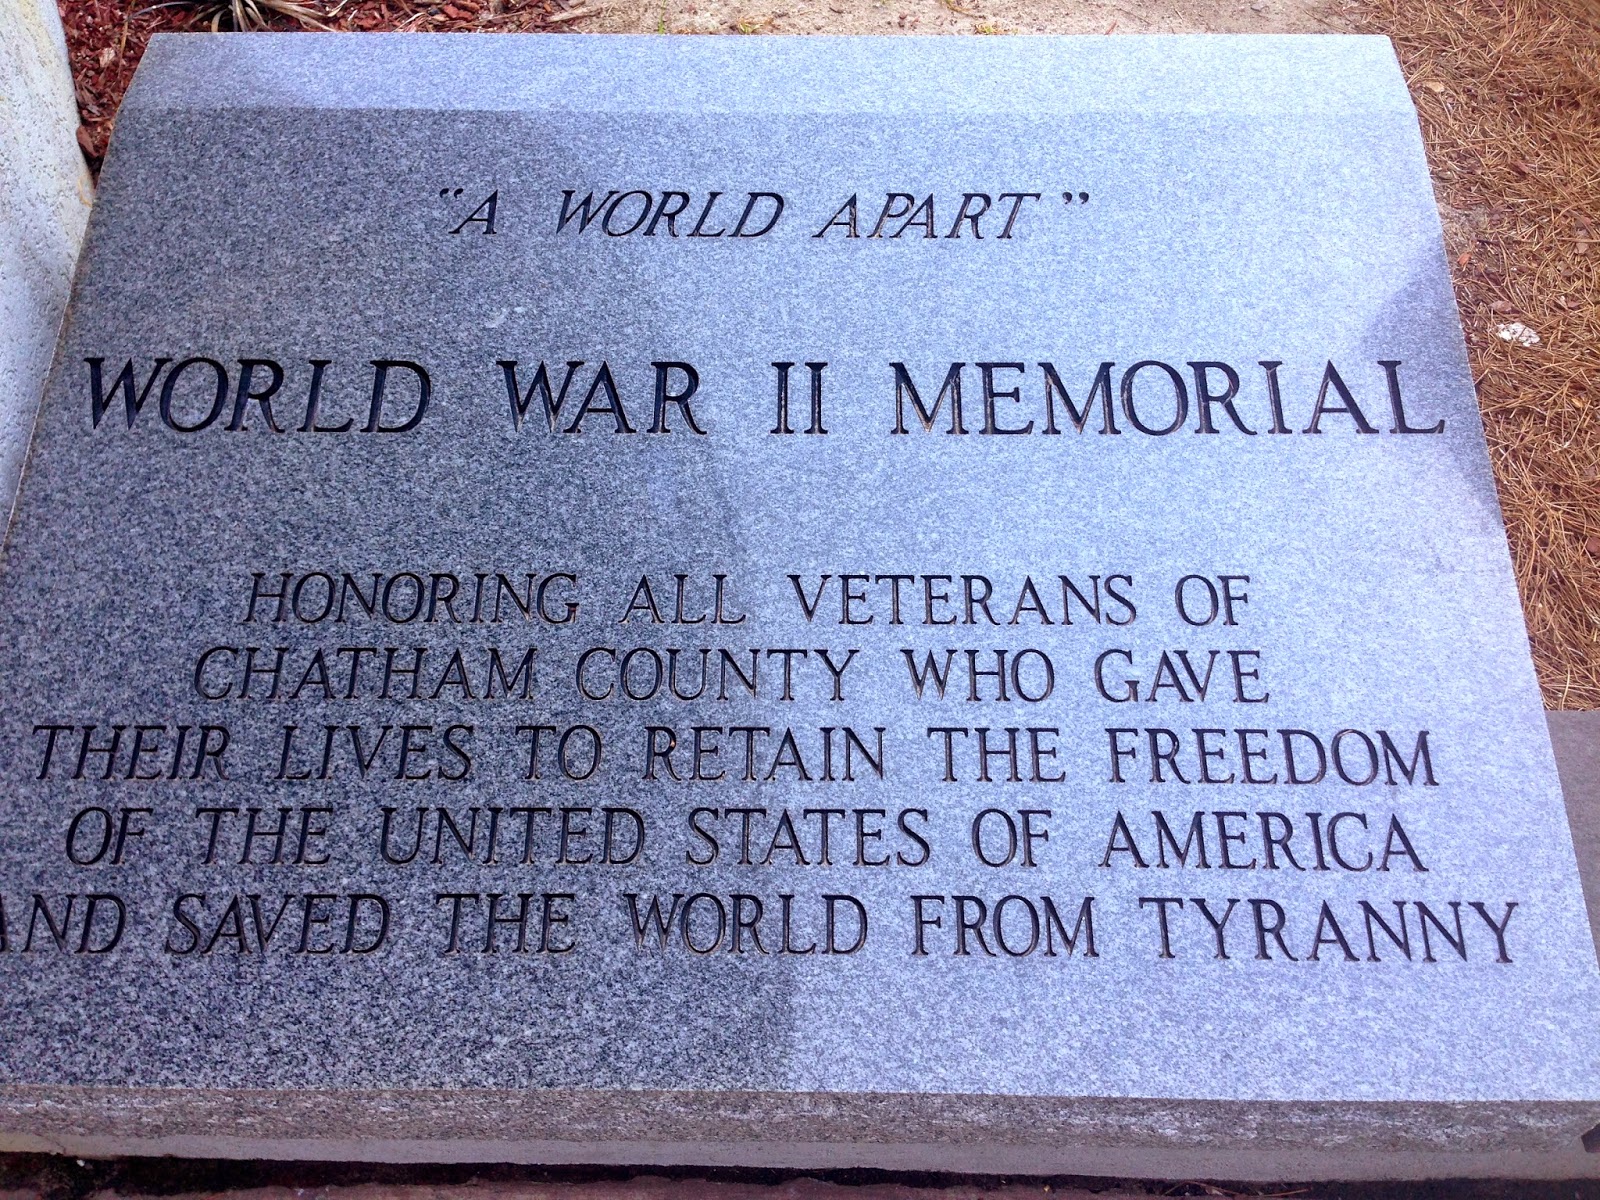 "A WORLD APART"
WORLD WAR II MEMORIAL
HONORING ALL VETERANS OF
CHATHAM COUNTY WHO GAVE
THEIR LIVES TO RETAIN THE FREEDOM
OF THE UNITED STATES OF AMERICA
AND SAVED THE WORLD FROM TYRANNY